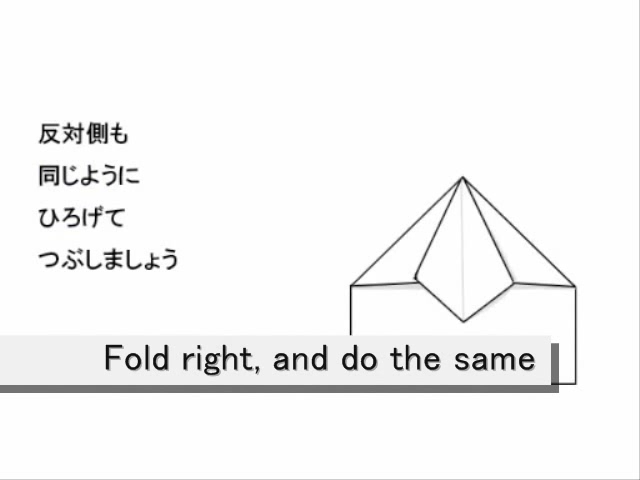 反対側も
同じように
ひろげて
つぶしましょう
Fold right, and do the same